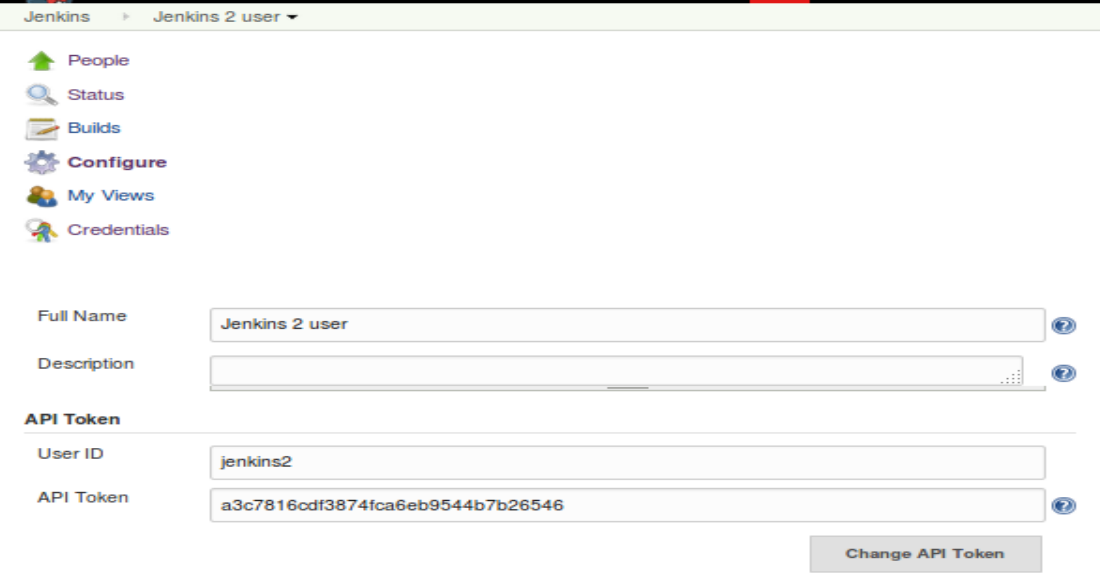 Jenkins Jenkins 2 user
People
Status
Builds
Configure
My Views
Credentials
Full Name Jenkins 2 user
Description
API Token
User ID jenkins2
API Token a3c7816cdf3874fca6eb9544b7b26546
Change API Token